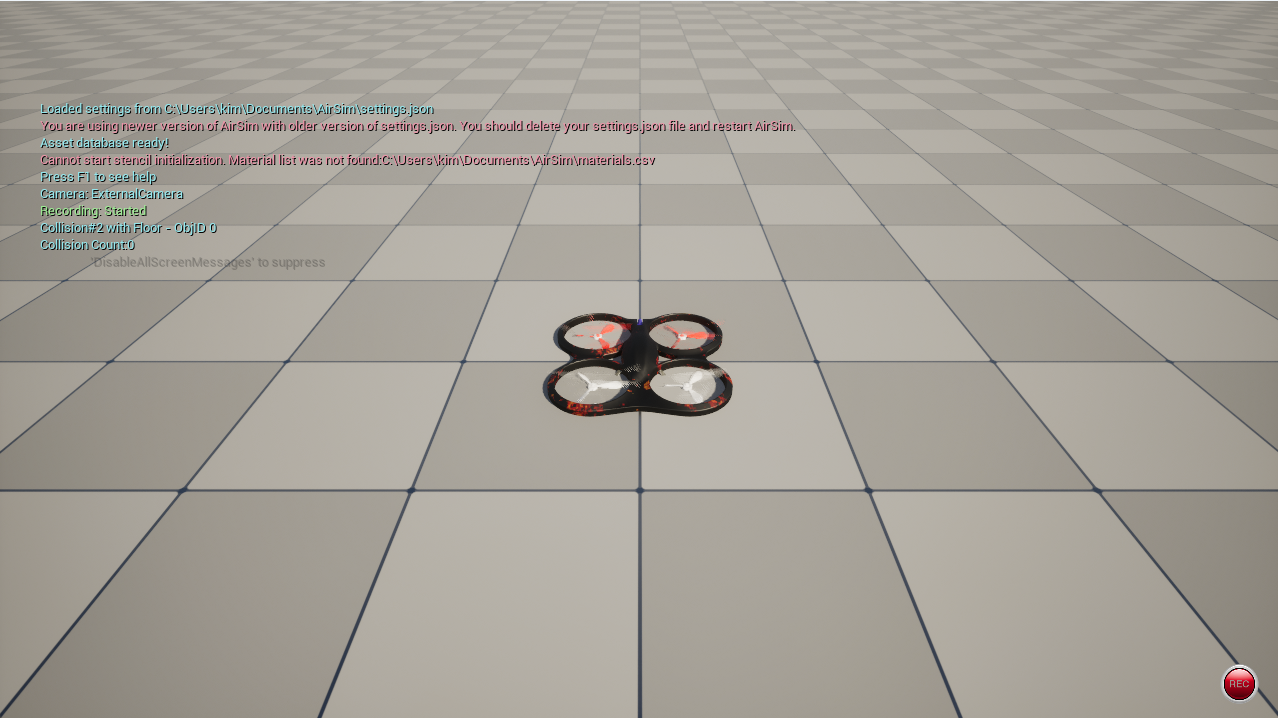 Loaded settings from C:\Users\kim\Documents\AirSim\settings.json
You are using newer version of AirSim with older version of settings.json. You should delete your settings.json file and restart AirSim.
Asset database ready!
Cannot start stencil initialization. Material list was not found:C:\Users\kim\Documents\AirSim\materials.csv
Press F1 to see help
Camera: ExternalCamera
Recording: Started
Collision#2 with Floor - ObjID 0
Collision Count:0
'DisableAllScreenMessages' to suppress
REC